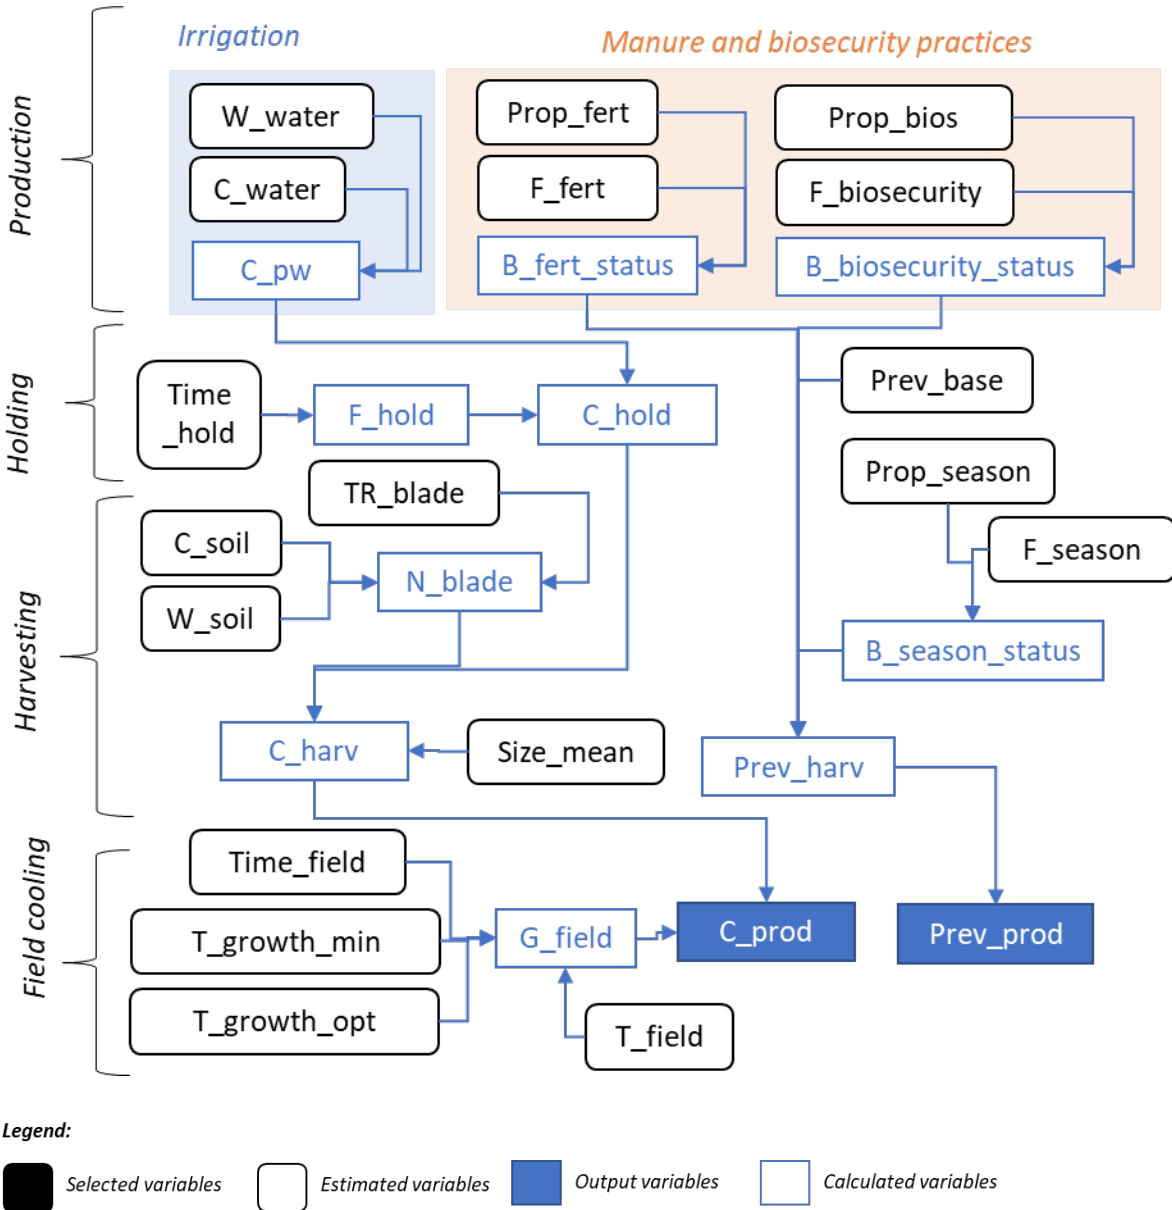 Irrigation
Manure and biosecurity practices
Production
W_water
Prop_fert
Prop_bios
C_water
F_fert
F_biosecurity
C_pw
B_fert_status
B_biosecurity_status
Holding
Time
_hold
F_hold
C_hold
Prev_base
Prop_season
TR_blade
Harvesting
C_soil
F_season
N_blade
W_soil
B_season_status
C_harv
Size_mean
Prev_harv
Field cooling
Time_field
T_growth_min
G_field
C_prod
Prev_prod
T_growth_opt
T_field
Legend:
Selected variables
Estimated variables
Output variables
Calculated variables